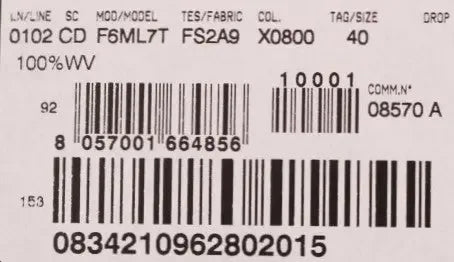 LN/LINE SC MOD/MODEL TES/FABRIC COL. TAG/SIZE DROP
0102 CD F6ML7T FS2A9 X0800 40
100%WV
10001
COMM.N°
92
08570 A
8 057001 664856
153
0834210962802015